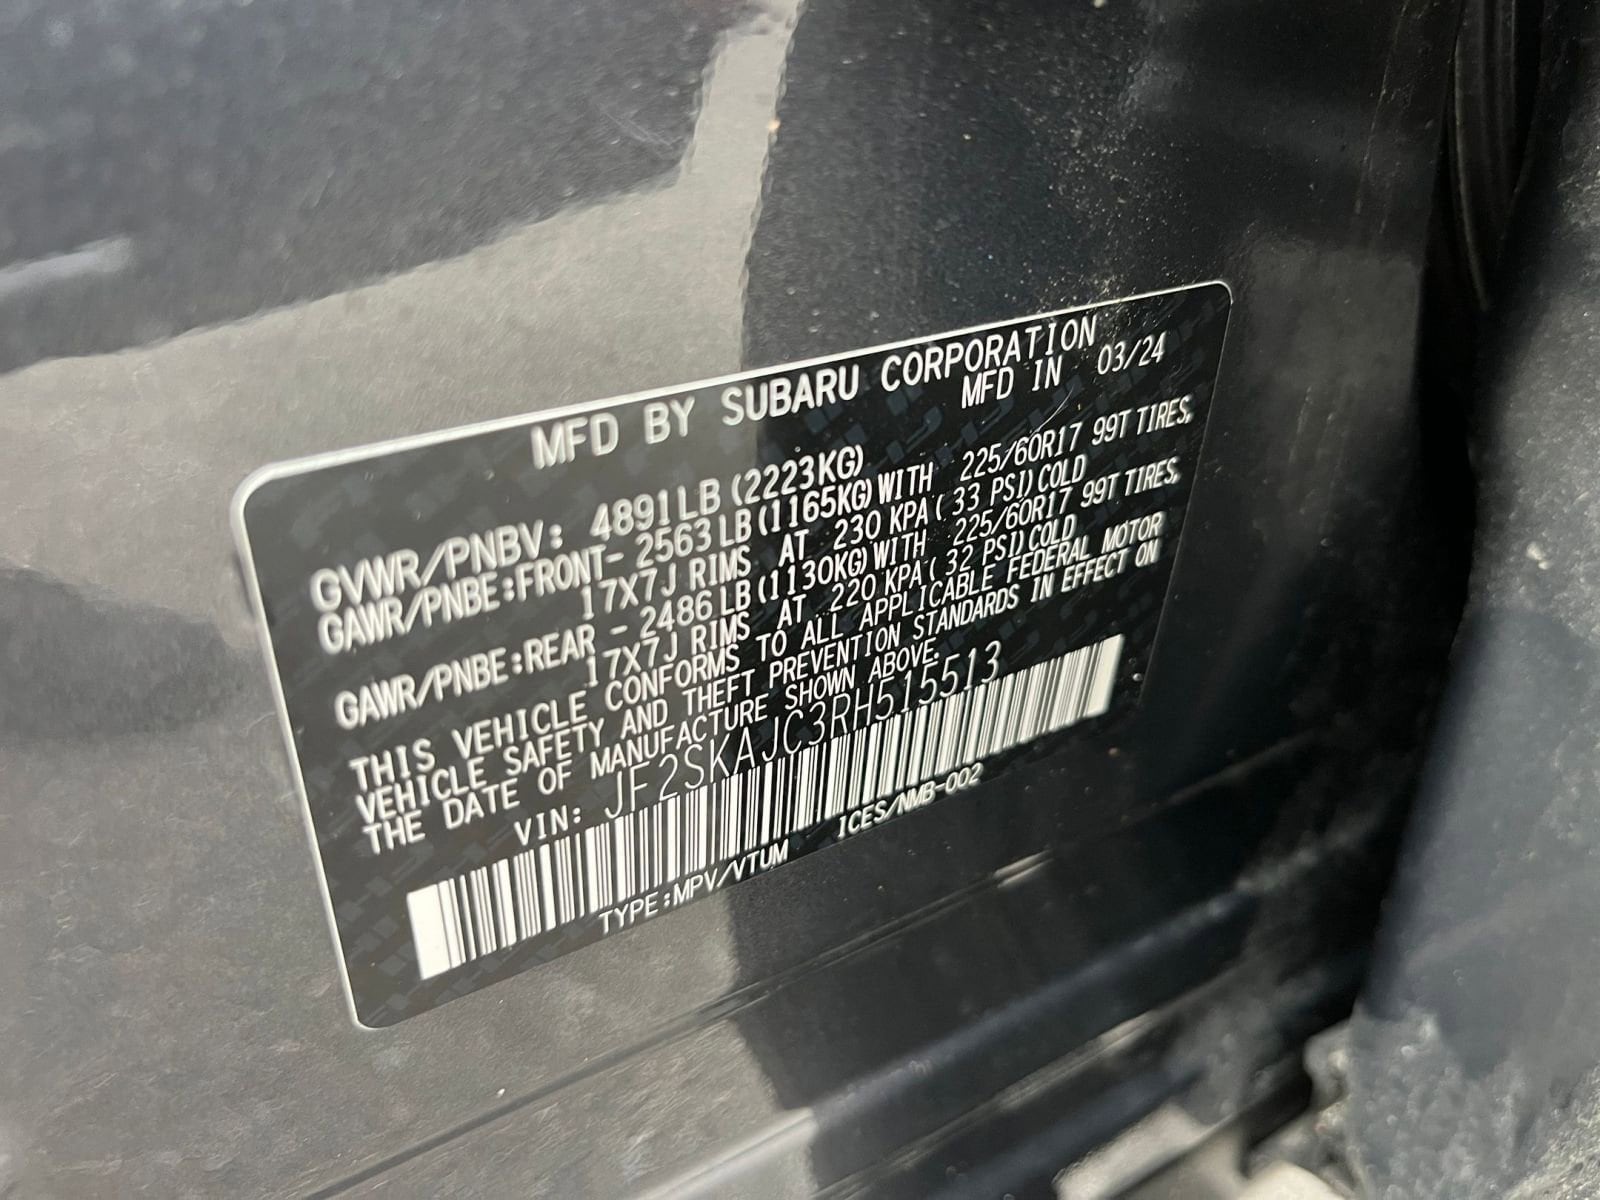 MFD BY SUBARU CORPORATION
MFD IN 03/24
GVWR/PNBV: 4891LB (2223KG)
GAWR/PNBE:FRONT- 2563LB(1165KG)WITH 225/60R17 99T TIRES,
17X7J RIMS AT 230 KPA( 33 PSI)COLD
GAWR/PNBE:REAR - 2486LB(1130KG)WITH 225/60R17 99T TIRES,
17X7J RIMS AT 220 KPA( 32 PSI)COLD
THIS VEHICLE CONFORMS TO ALL APPLICABLE FEDERAL MOTOR
VEHICLE SAFETY AND THEFT PREVENTION STANDARDS IN EFFECT ON
THE DATE OF MANUFACTURE SHOWN ABOVE.
VIN: JF2SKAJC3RH515513
TYPE:MPV/VTUM ICES/NMB-002